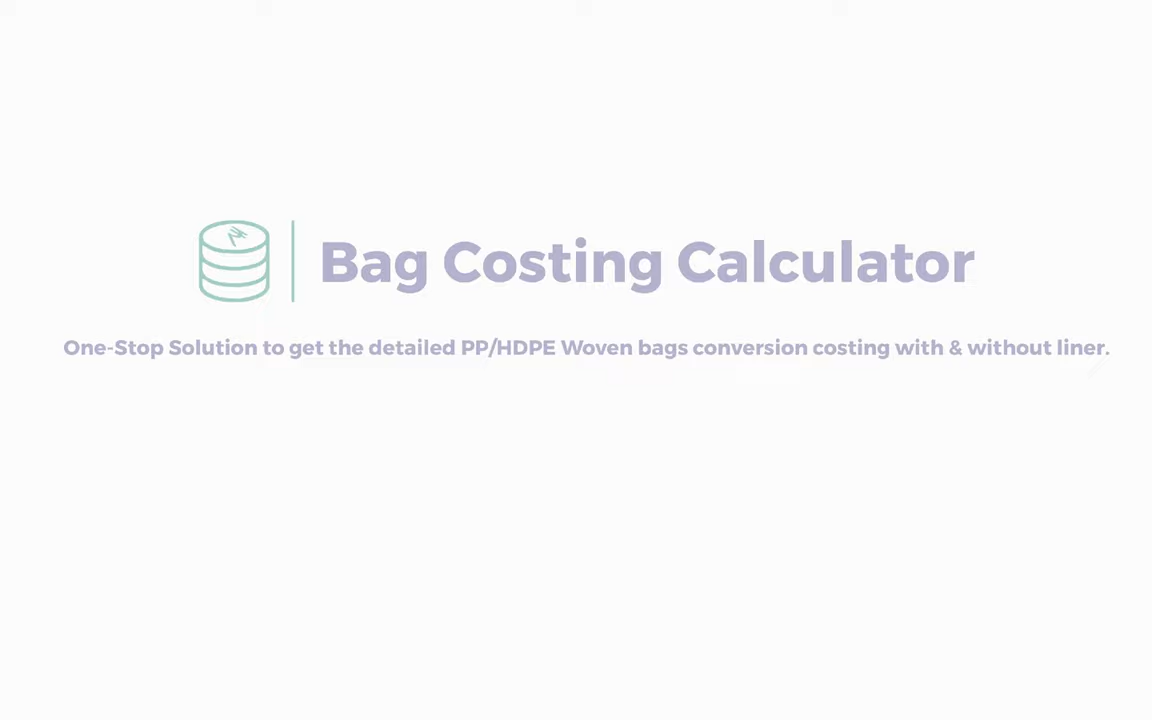 Bag Costing Calculator
One-Stop Solution to get the detailed PP/HDPE Woven bags conversion costing with & without liner.